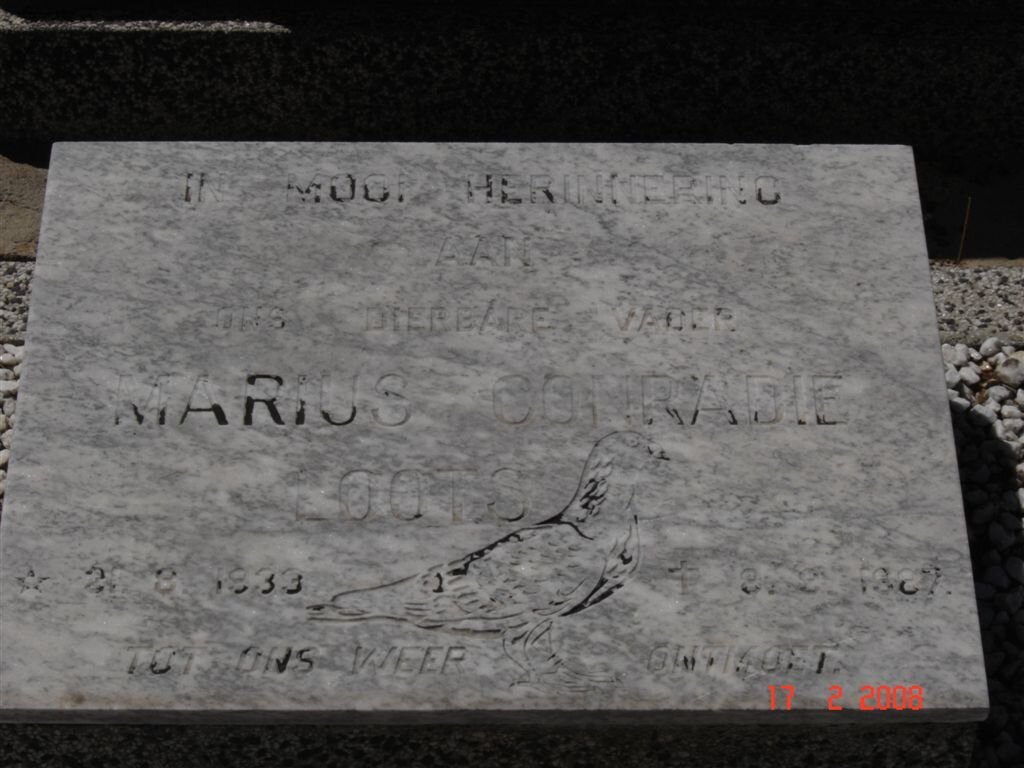 IN MOOI HERINNERING
AAN
ONS DIERBARE VADER
MARIUS CONRADIE
LOOTS
☆ 31. 8. 1933 ✝ 8. 9. 1987.
TOT ONS WEER ONTMOET.
17 2 2008